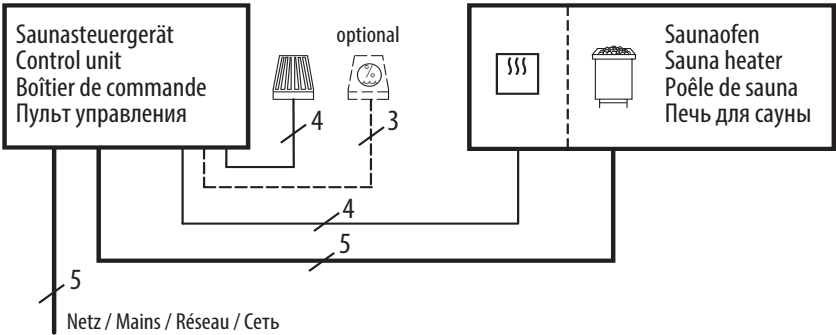 Saunasteuergerät
Control unit
Boîtier de commande
Пульт управления
optional
%
Saunaofen
Sauna heater
Poêle de sauna
Печь для сауны
4
3
4
5
5
Netz / Mains / Réseau / Сеть